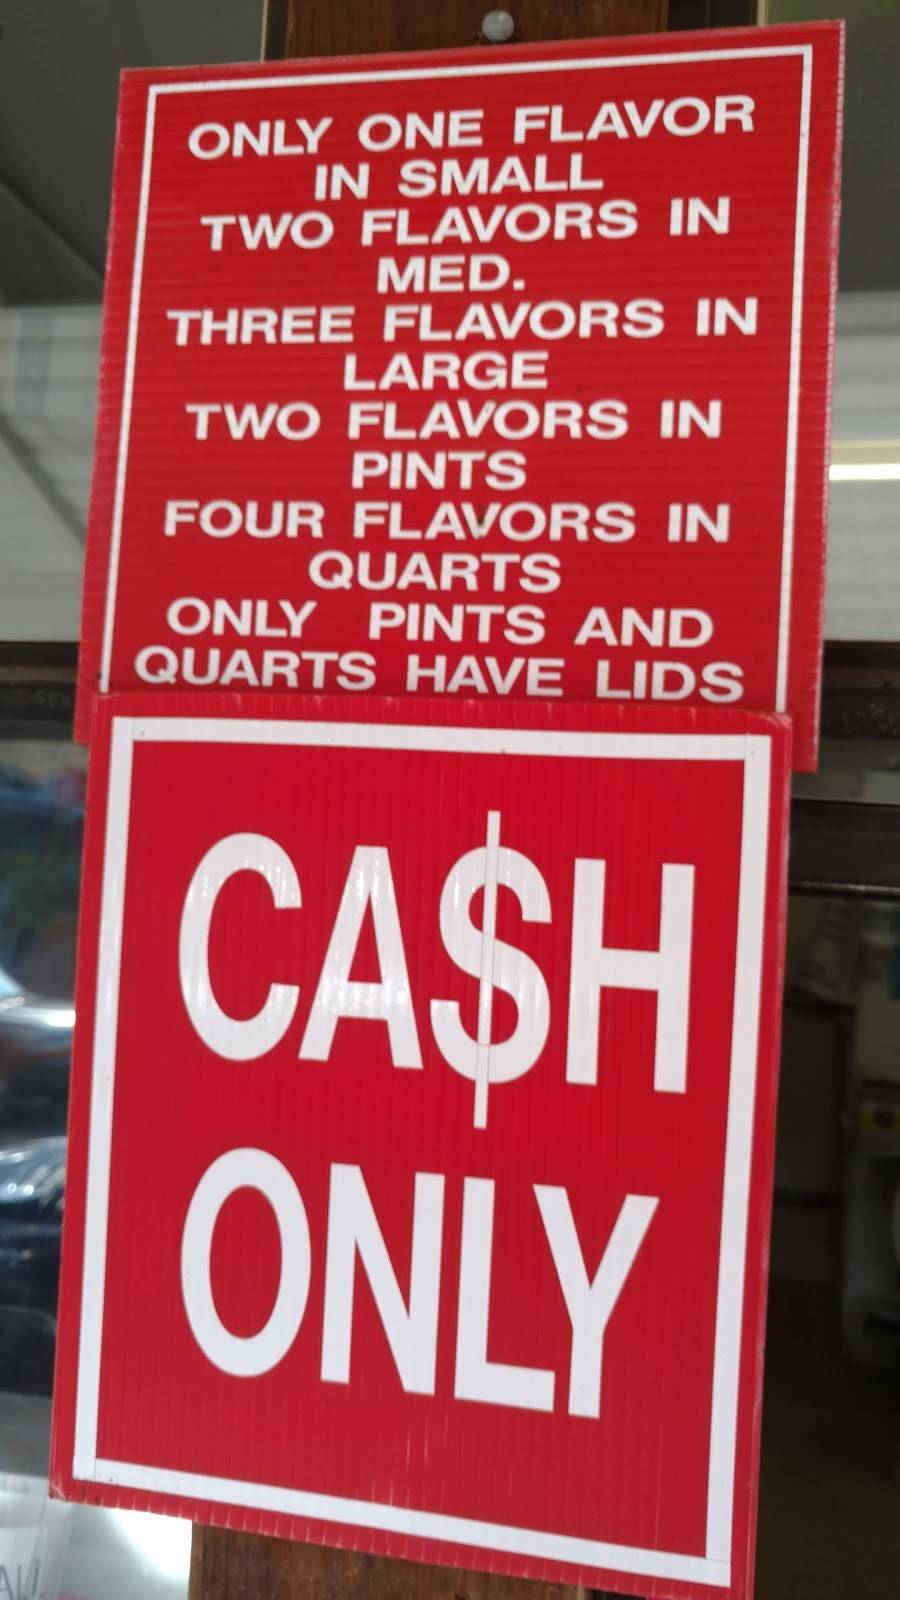 ONLY ONE FLAVOR
IN SMALL
TWO FLAVORS IN
MED.
THREE FLAVORS IN
LARGE
TWO FLAVORS IN
PINTS
FOUR FLAVORS IN
QUARTS
ONLY PINTS AND
QUARTS HAVE LIDS
CA$H
ONLY